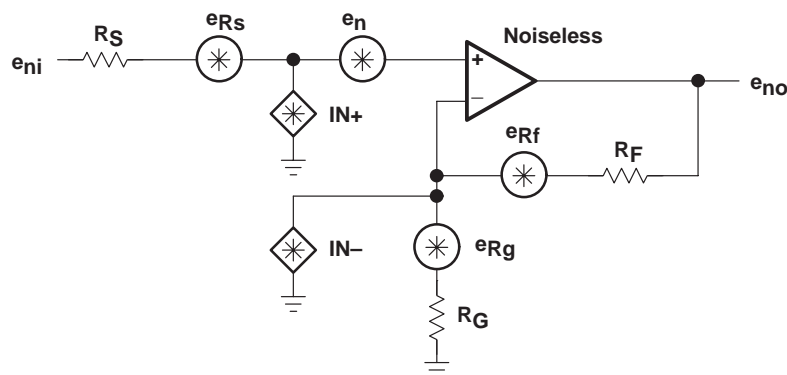 eRs
en
Noiseless
RS
eni
+
−
eno
IN+
eRf
RF
IN−
eRg
RG